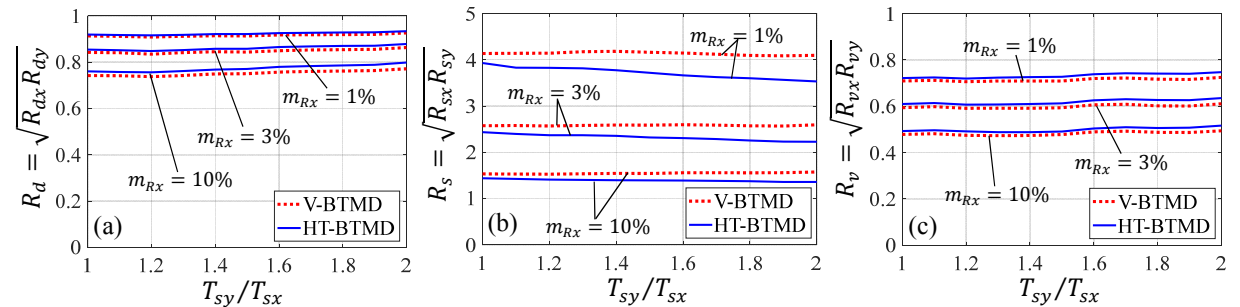 R_d = √(R_dx R_dy)
1
0.8
0.6
0.4
0.2
0
m_Rx = 1%
m_Rx = 3%
m_Rx = 10%
V-BTMD
HT-BTMD
(a)
1 1.2 1.4 1.6 1.8 2
T_sy/T_sx
R_s = √(R_sx R_sy)
5
4
3
2
1
0
m_Rx = 1%
m_Rx = 3%
m_Rx = 10%
V-BTMD
HT-BTMD
(b)
1 1.2 1.4 1.6 1.8 2
T_sy/T_sx
R_v = √(R_vx R_vy)
1
0.8
0.6
0.4
0.2
0
m_Rx = 1%
m_Rx = 3%
m_Rx = 10%
V-BTMD
HT-BTMD
(c)
1 1.2 1.4 1.6 1.8 2
T_sy/T_sx